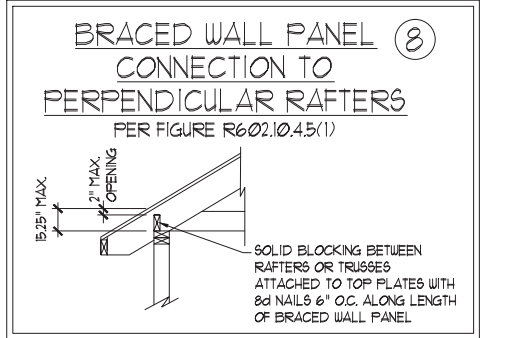 BRACED WALL PANEL
8
CONNECTION TO
PERPENDICULAR RAFTERS
PER FIGURE R602.10.4.5(1)
15.25" MAX.
2" MAX.
OPENING
SOLID BLOCKING BETWEEN
RAFTERS OR TRUSSES
ATTACHED TO TOP PLATES WITH
8d NAILS 6" O.C. ALONG LENGTH
OF BRACED WALL PANEL